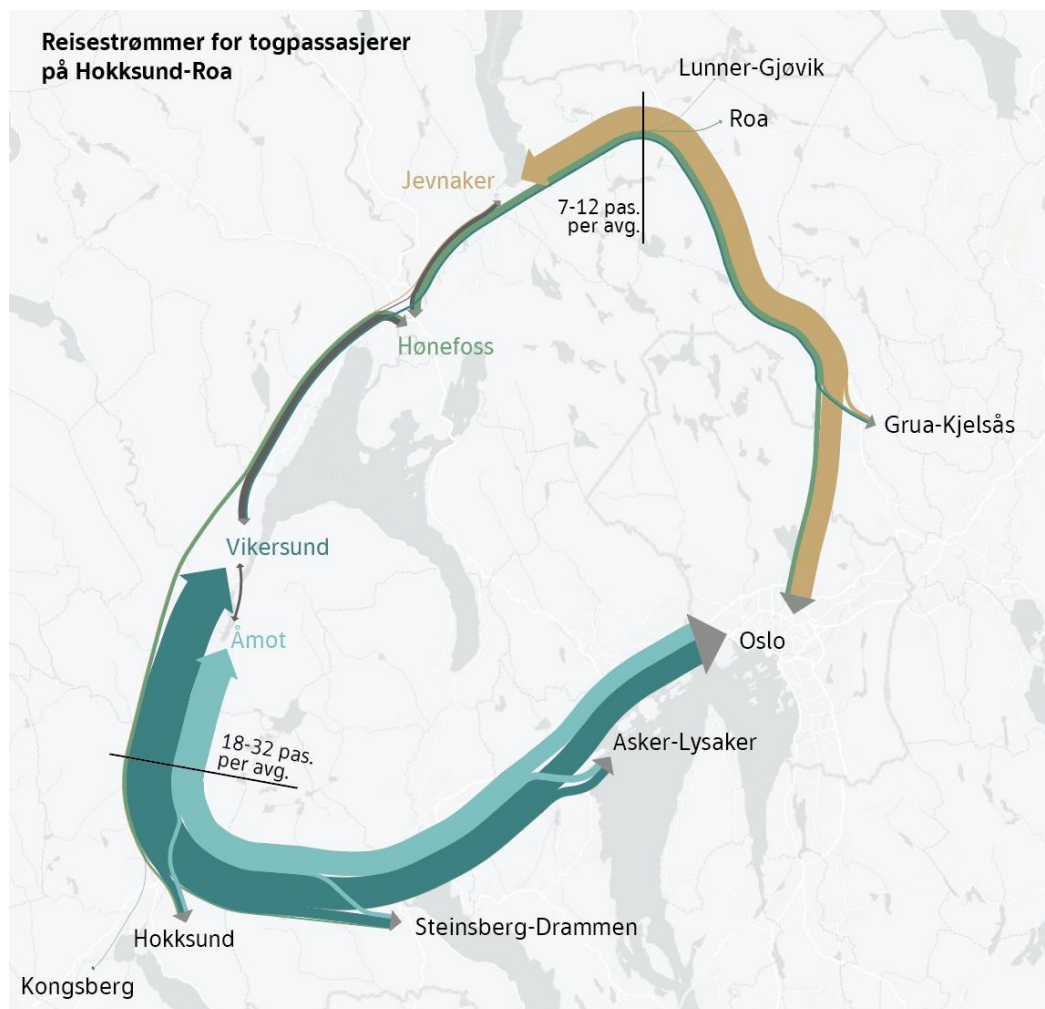 Reisestrømmer for togpassasjerer
på Hokksund-Roa
Lunner-Gjøvik
Roa
Jevnaker
7-12 pas.
per avg.
Hønefoss
Grua-Kjelsås
Vikersund
Åmot
Oslo
18-32 pas.
per avg.
Asker-Lysaker
Steinsberg-Drammen
Hokksund
Kongsberg